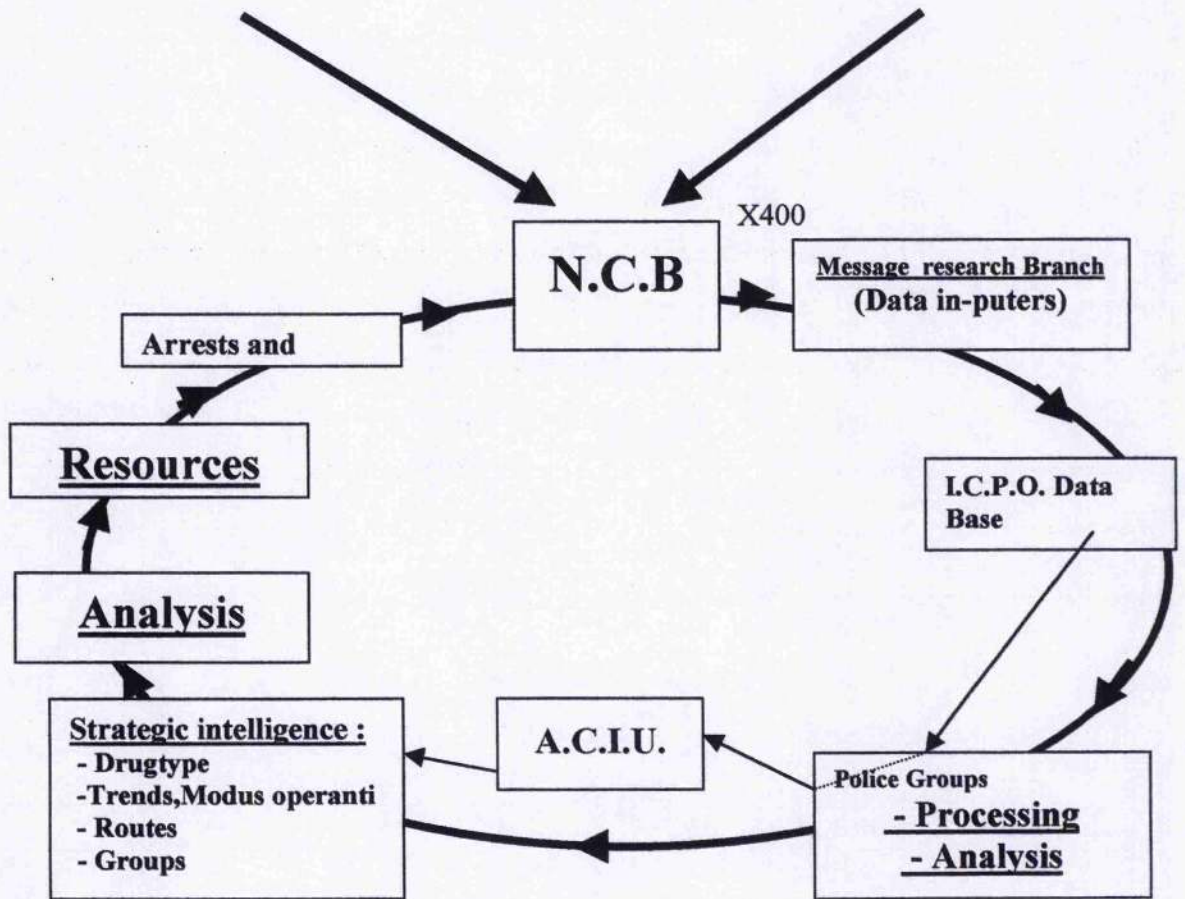 X400
N.C.B
Message research Branch
(Data in-puters)
Arrests and
Resources
I.C.P.O. Data
Base
Analysis
Strategic intelligence :
- Drugtype
-Trends,Modus operanti
- Routes
- Groups
A.C.I.U.
Police Groups
- Processing
- Analysis